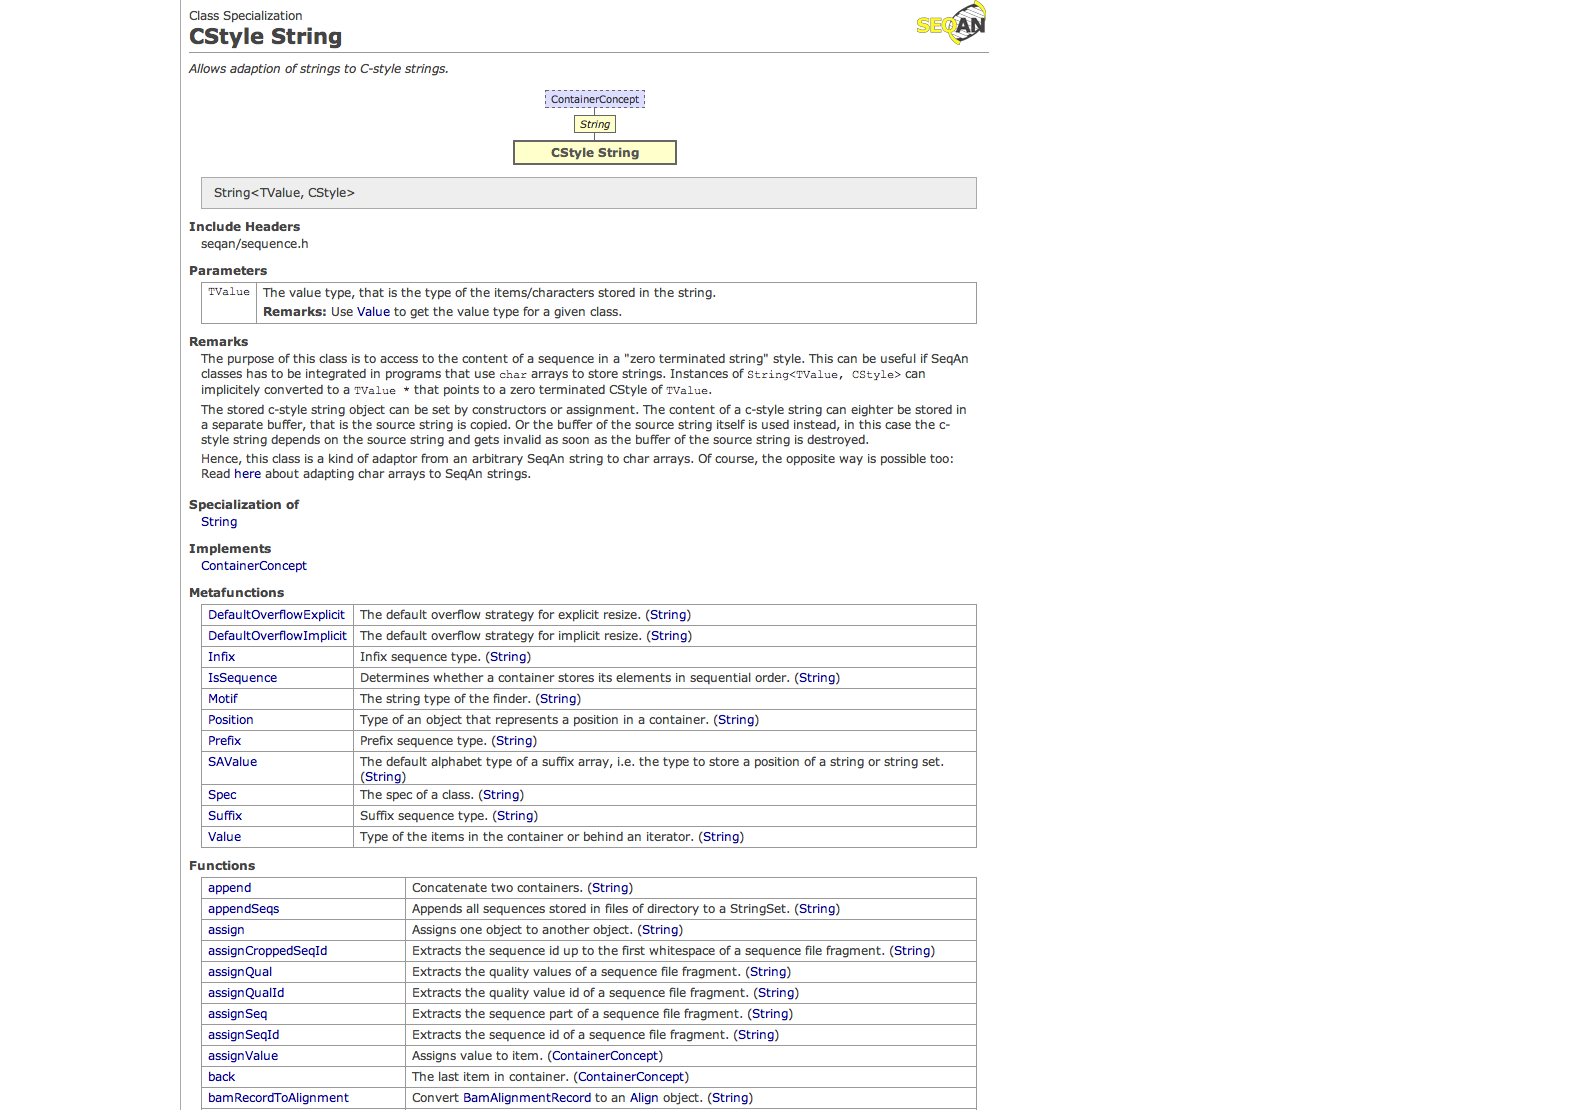 Class Specialization
CStyle String
SEQAN
Allows adaption of strings to C-style strings.
ContainerConcept
String
CStyle String
String<TValue, CStyle>
Include Headers
seqan/sequence.h
Parameters
TValue The value type, that is the type of the items/characters stored in the string.
Remarks: Use Value to get the value type for a given class.
Remarks
The purpose of this class is to access to the content of a sequence in a "zero terminated string" style. This can be useful if SeqAn
classes has to be integrated in programs that use char arrays to store strings. Instances of String<TValue, CStyle> can
implicitly converted to a TValue * that points to a zero terminated CStyle of TValue.
The stored c-style string object can be set by constructors or assignment. The content of a c-style string can eighter be stored in
a separate buffer, that is the source string is copied. Or the buffer of the source string itself is used instead, in this case the c-
style string depends on the source string and gets invalid as soon as the buffer of the source string is destroyed.
Hence, this class is a kind of adaptor from an arbitrary SeqAn string to char arrays. Of course, the opposite way is possible too:
Read here about adapting char arrays to SeqAn strings.
Specialization of
String
Implements
ContainerConcept
Metafunctions
DefaultOverflowExplicit The default overflow strategy for explicit resize. (String)
DefaultOverflowImplicit The default overflow strategy for implicit resize. (String)
Infix Infix sequence type. (String)
IsSequence Determines whether a container stores its elements in sequential order. (String)
Motif The string type of the finder. (String)
Position Type of an object that represents a position in a container. (String)
Prefix Prefix sequence type. (String)
SAValue The default alphabet type of a suffix array, i.e. the type to store a position of a string or string set.
(String)
Spec The spec of a class. (String)
Suffix Suffix sequence type. (String)
Value Type of the items in the container or behind an iterator. (String)
Functions
append Concatenate two containers. (String)
appendSeqs Appends all sequences stored in files of directory to a StringSet. (String)
assign Assigns one object to another object. (String)
assignCroppedSeqId Extracts the sequence id up to the first whitespace of a sequence file fragment. (String)
assignQual Extracts the quality values of a sequence file fragment. (String)
assignQualId Extracts the quality value id of a sequence file fragment. (String)
assignSeq Extracts the sequence part of a sequence file fragment. (String)
assignSeqId Extracts the sequence id of a sequence file fragment. (String)
assignValue Assigns value to item. (ContainerConcept)
back The last item in container. (ContainerConcept)
bamRecordToAlignment Convert BamAlignmentRecord to an Align object. (String)